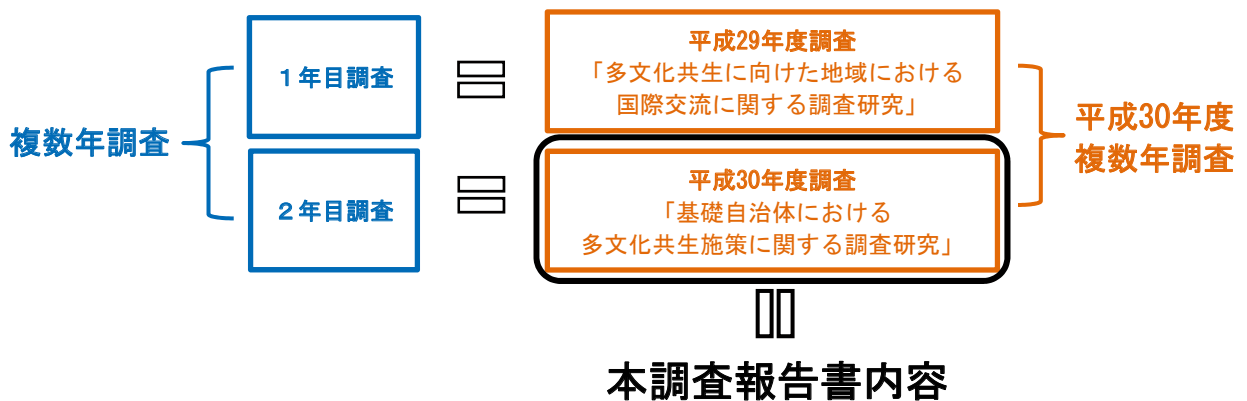 複数年調査
1年目調査
2年目調査
平成29年度調査
「多文化共生に向けた地域における
国際交流に関する調査研究」
平成30年度調査
「基礎自治体における
多文化共生施策に関する調査研究」
平成30年度
複数年調査
本調査報告書内容